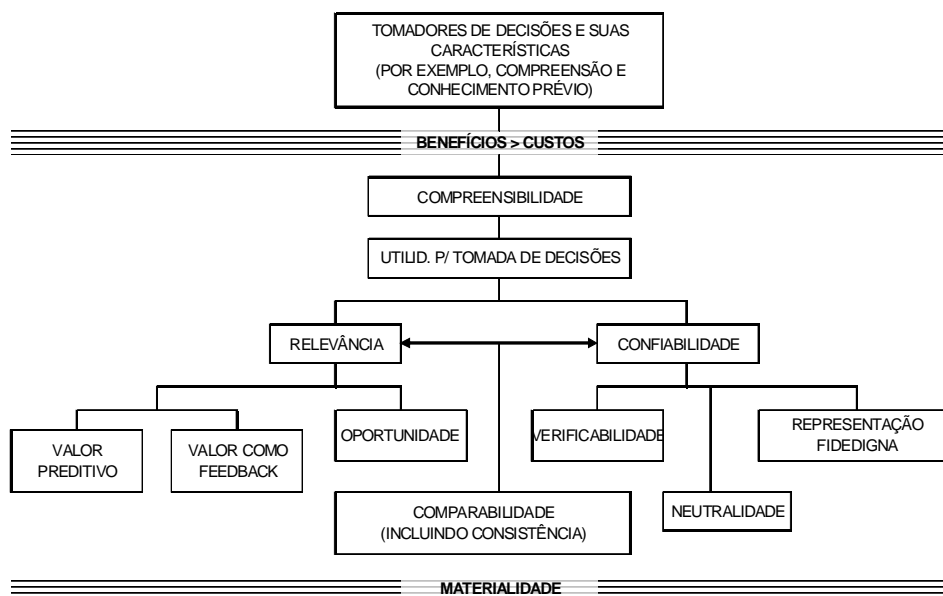 TOMADORES DE DECISÕES E SUAS
CARACTERÍSTICAS
(POR EXEMPLO, COMPREENSÃO E
CONHECIMENTO PRÉVIO)
BENEFÍCIOS > CUSTOS
COMPREENSIBILIDADE
UTILID. P/ TOMADA DE DECISÕES
RELEVÂNCIA
CONFIABILIDADE
VALOR
PREDITIVO
VALOR COMO
FEEDBACK
OPORTUNIDADE
VERIFICABILIDADE
REPRESENTAÇÃO
FIDEDIGNA
COMPARABILIDADE
(INCLUINDO CONSISTÊNCIA)
NEUTRALIDADE
MATERIALIDADE